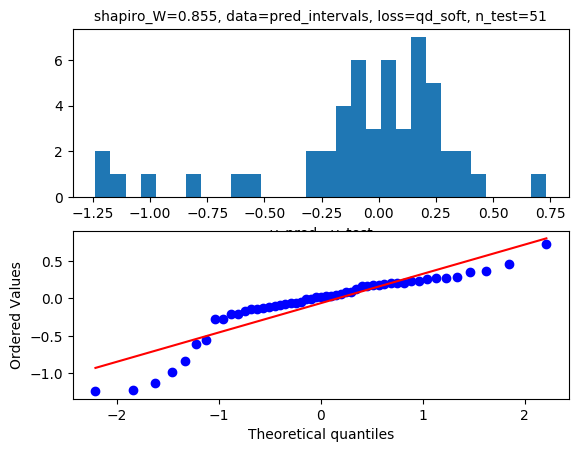 shapiro_W=0.855, data=pred_intervals, loss=qd_soft, n_test=51
6
4
2
0
−1.25 −1.00 −0.75 −0.50 −0.25 0.00 0.25 0.50 0.75
0.5
0.0
−0.5
−1.0
Ordered Values
−2 −1 0 1 2
Theoretical quantiles